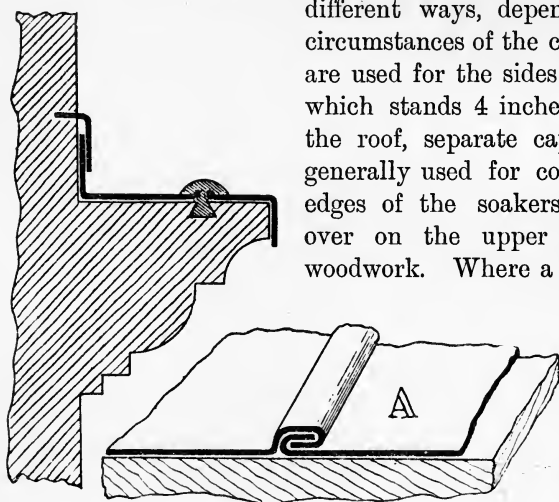 different ways, depen
circumstances of the c
are used for the sides
which stands 4 inche
the roof, separate ca
generally used for co
edges of the soakers
over on the upper
woodwork. Where a
A